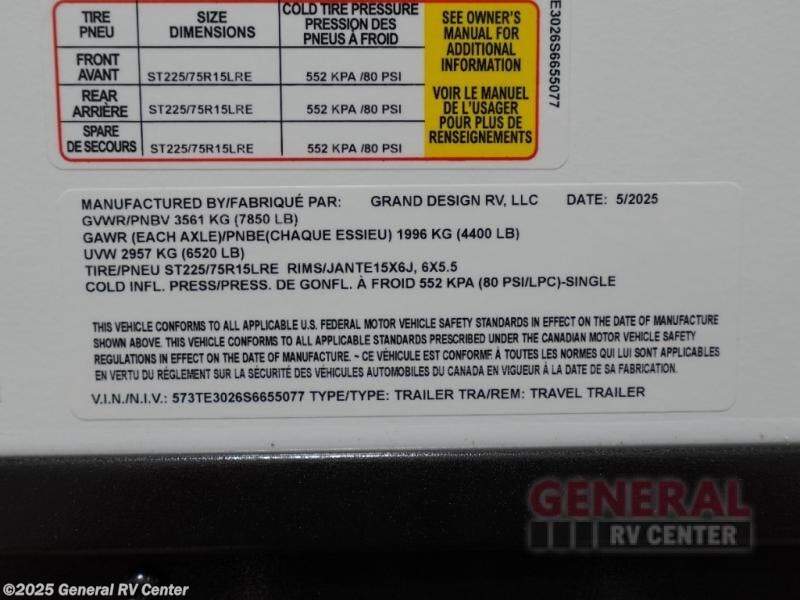 TIRE PNEU SIZE DIMENSIONS COLD TIRE PRESSURE PRESSION DES PNEUS À FROID
FRONT AVANT ST225/75R15LRE 552 KPA /80 PSI
REAR ARRIÈRE ST225/75R15LRE 552 KPA /80 PSI
SPARE DE SECOURS ST225/75R15LRE 552 KPA /80 PSI
SEE OWNER'S
MANUAL FOR
ADDITIONAL
INFORMATION
VOIR LE MANUEL
DE L'USAGER
POUR PLUS DE
RENSEIGNEMENTS
TE3026S6655077
MANUFACTURED BY/FABRIQUÉ PAR: GRAND DESIGN RV, LLC DATE: 5/2025
GVWR/PNBV 3561 KG (7850 LB)
GAWR (EACH AXLE)/PNBE(CHAQUE ESSIEU) 1996 KG (4400 LB)
UVW 2957 KG (6520 LB)
TIRE/PNEU ST225/75R15LRE RIMS/JANTE15X6J, 6X5.5
COLD INFL. PRESS/PRESS. DE GONFL. À FROID 552 KPA (80 PSI/LPC)-SINGLE
THIS VEHICLE CONFORMS TO ALL APPLICABLE U.S. FEDERAL MOTOR VEHICLE SAFETY STANDARDS IN EFFECT ON THE DATE OF MANUFACTURE
SHOWN ABOVE. THIS VEHICLE CONFORMS TO ALL APPLICABLE STANDARDS PRESCRIBED UNDER THE CANADIAN MOTOR VEHICLE SAFETY
REGULATIONS IN EFFECT ON THE DATE OF MANUFACTURE. ~ CE VÉHICULE EST CONFORME À TOUTES LES NORMES QUI LUI SONT APPLICABLES
EN VERTU DU RÉGLEMENT SUR LA SÉCURITÉ DES VÉHICULES AUTOMOBILES DU CANADA EN VIGUEUR À LA DATE DE SA FABRICATION.
V.I.N./N.I.V.: 573TE3026S6655077 TYPE/TYPE: TRAILER TRA/REM: TRAVEL TRAILER
GENERAL
RV CENTER
©2025 General RV Center